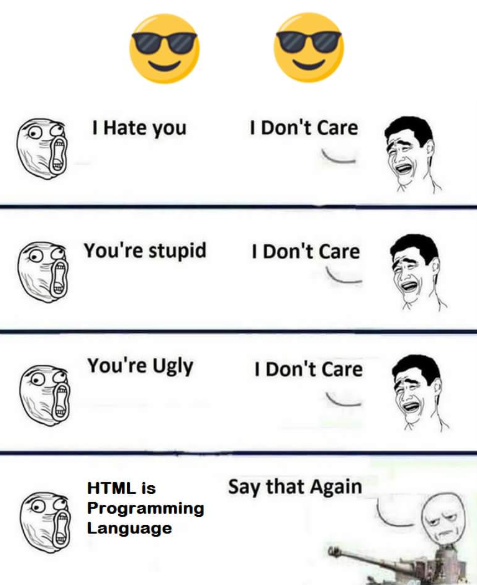 I Hate you
I Don't Care
You're stupid
I Don't Care
You're Ugly
I Don't Care
HTML is
Programming
Language
Say that Again